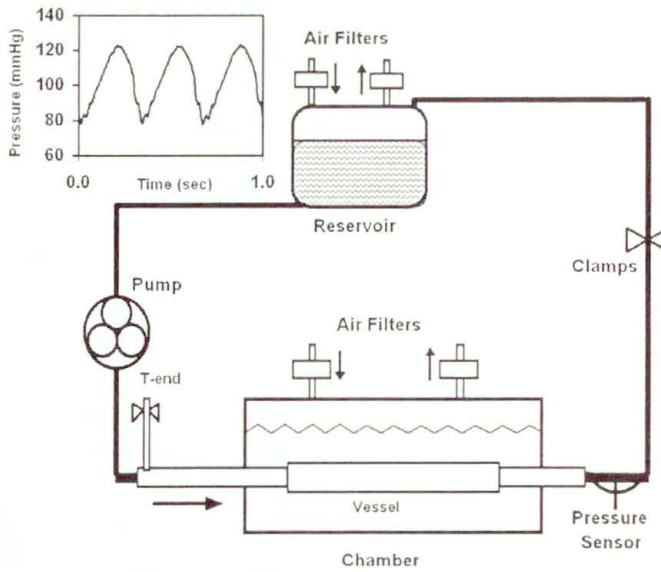 140
120
100
80
60
Pressure (mmHg)
0.0
Time (sec)
1.0
Air Filters
Reservoir
Clamps
Pump
Air Filters
T-end
Vessel
Pressure
Sensor
Chamber